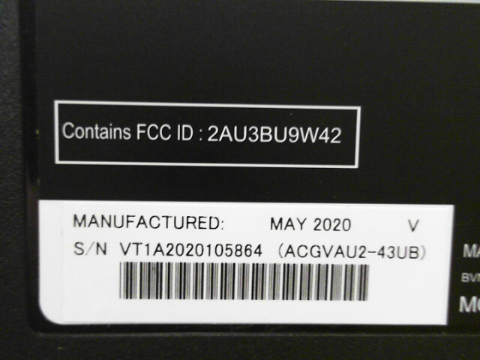 Contains FCC ID : 2AU3BU9W42
MANUFACTURED: MAY 2020 V
S/N VT1A2020105864 (ACGVAU2-43UB)